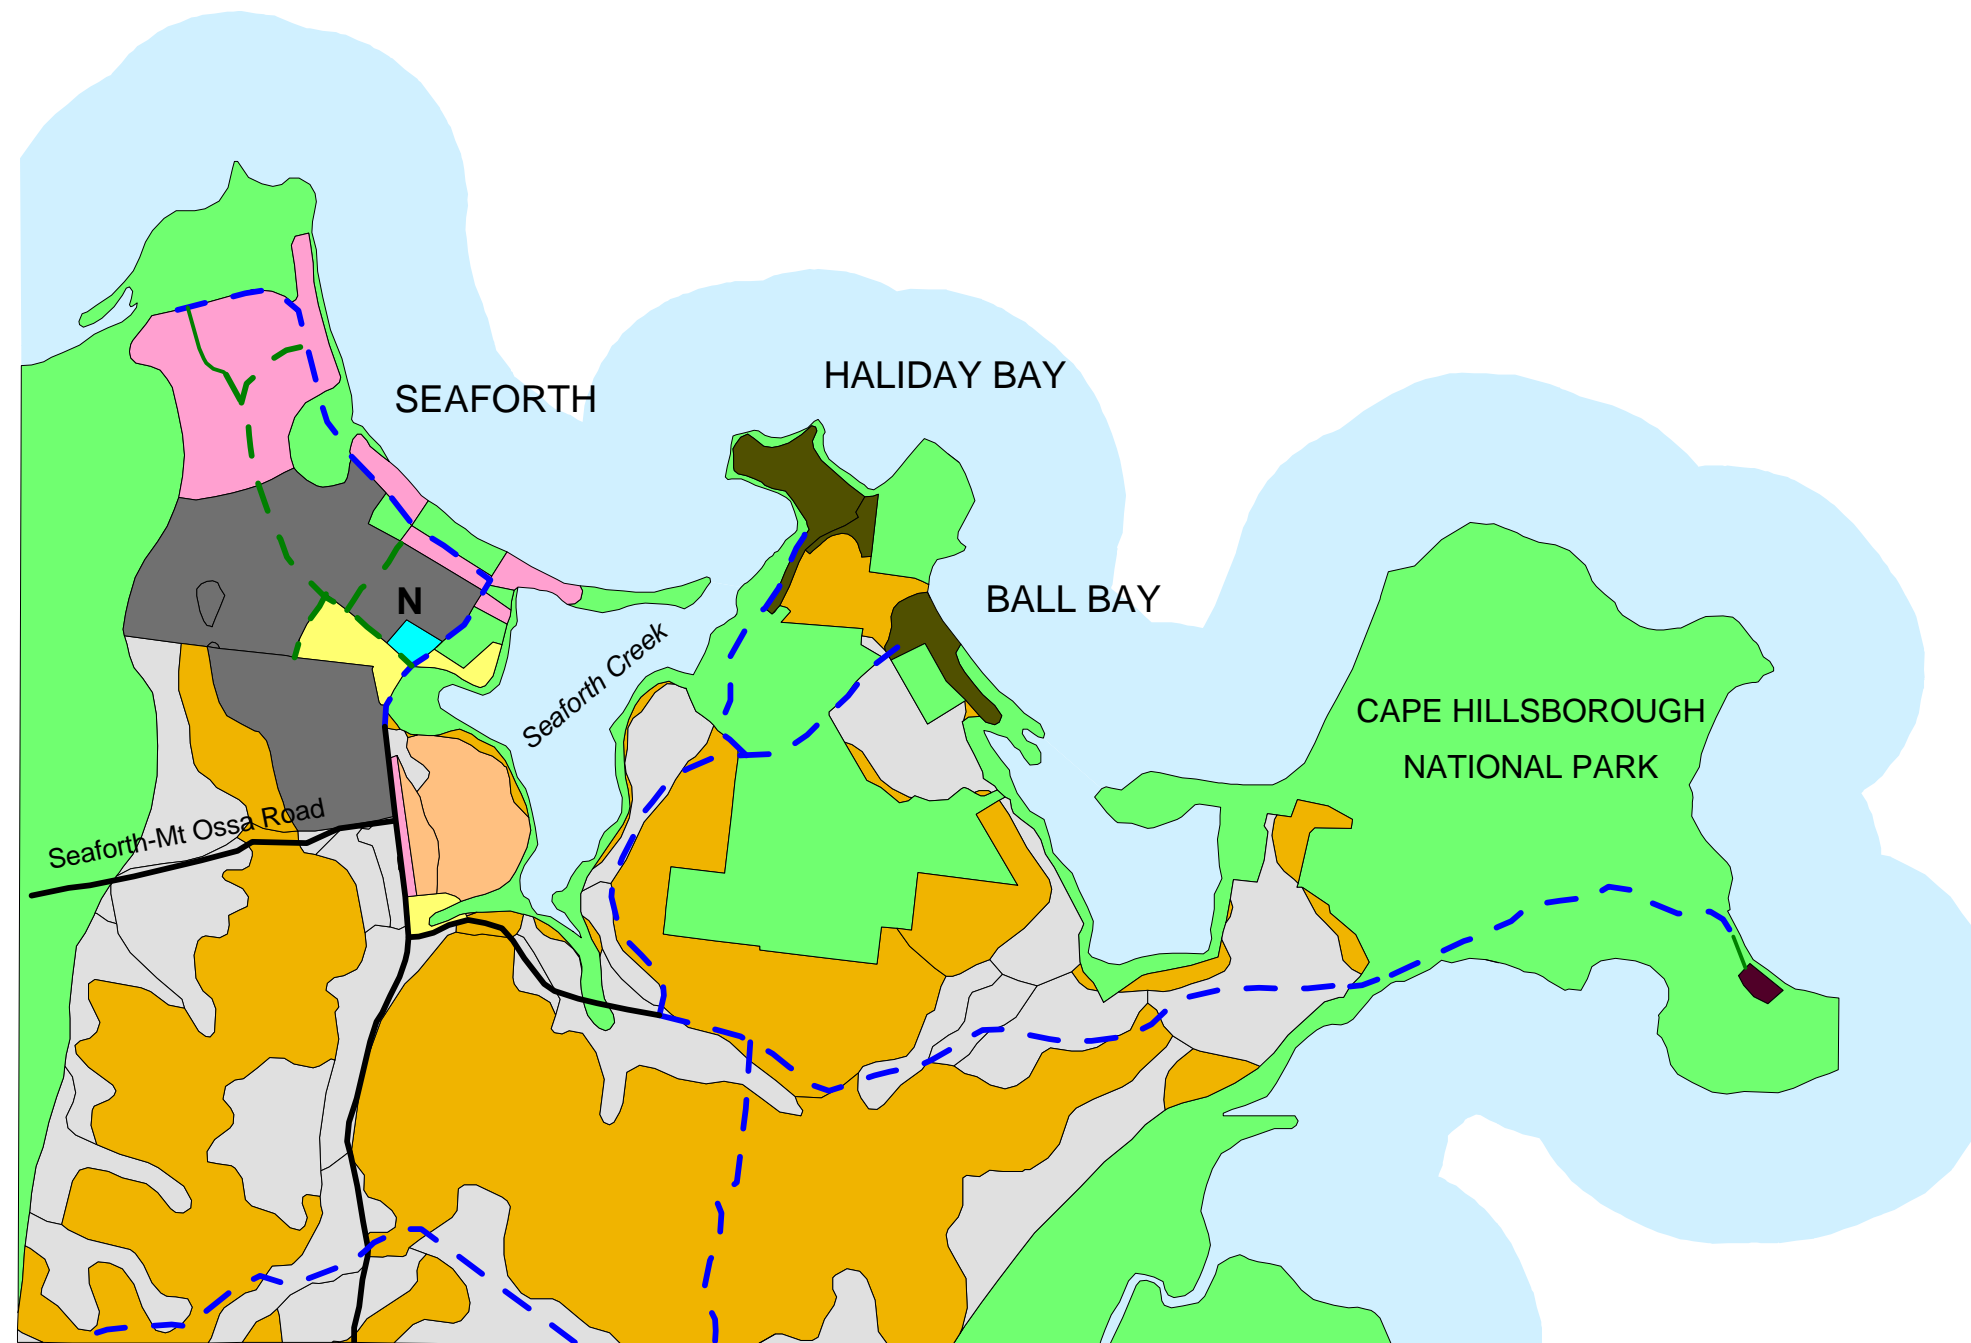 HALIDAY BAY
SEAFORTH
BALL BAY
N
Seaforth Creek
CAPE HILLSBOROUGH
NATIONAL PARK
Seaforth-Mt Ossa Road